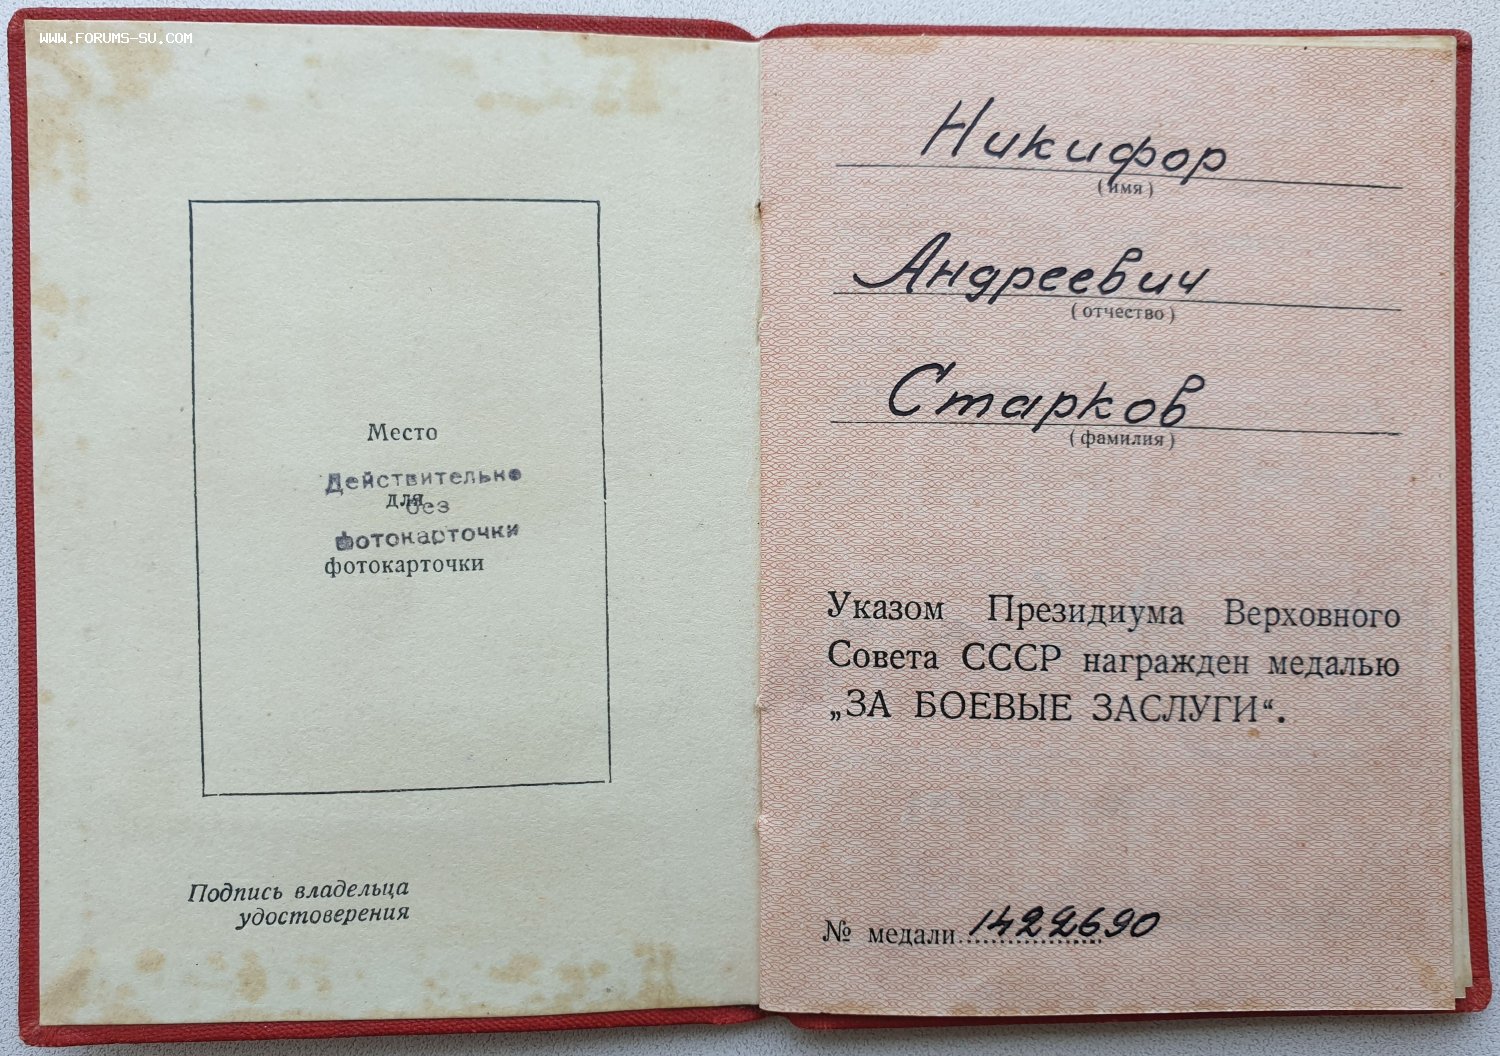 WWW.FORUMS-SU.COM
Место
Действительно
для
без
фотокарточки
фотокарточки
Подпись владельца
удостоверения
Никифор
(имя)
Андреевич
(отчество)
Старков
(фамилия)
Указом Президиума Верховного
Совета СССР награжден медалью
„ЗА БОЕВЫЕ ЗАСЛУГИ“.
№ медали 1422690